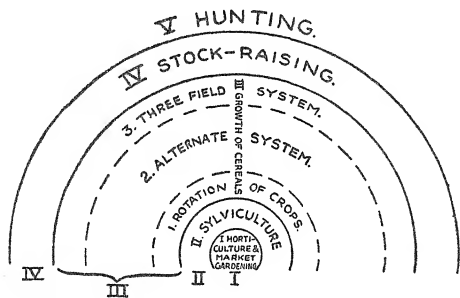 V HUNTING.
IV STOCK-RAISING.
3. THREE FIELD SYSTEM.
III GROWTH OF CEREALS
2. ALTERNATE SYSTEM.
1. ROTATION OF CROPS.
II. SYLVICULTURE
I HORTI-
CULTURE &
MARKET
GARDENING
IV III II I